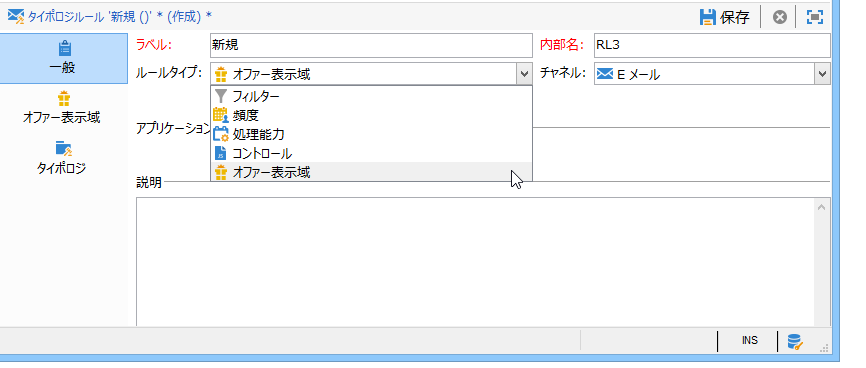 タイポロジルール '新規 ()' * (作成) *
保存
一般
オファー表示域
タイポロジ
ラベル:
新規
内部名:
RL3
ルールタイプ:
オファー表示域
チャネル:
E メール
フィルター
頻度
処理能力
コントロール
オファー表示域
アプリケーション
説明
INS